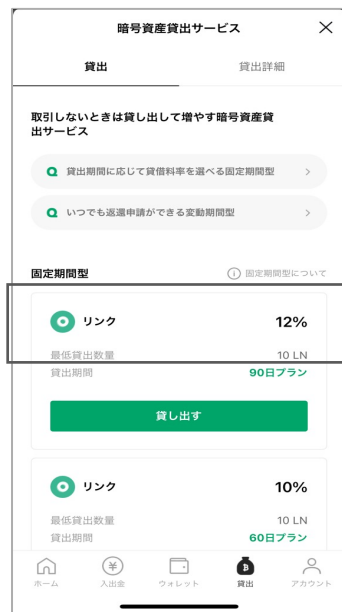 暗号資産貸出サービス
貸出 貸出詳細
取引しないときは貸し出して増やす暗号資産貸
出サービス
貸出期間に応じて貸借料率を選べる固定期間型
いつでも返還申請ができる変動期間型
固定期間型 固定期間型について
リンク 12%
最低貸出数量 10 LN
貸出期間 90日プラン
貸し出す
リンク 10%
最低貸出数量 10 LN
貸出期間 60日プラン
ホーム 入出金 ウォレット 貸出 アカウント